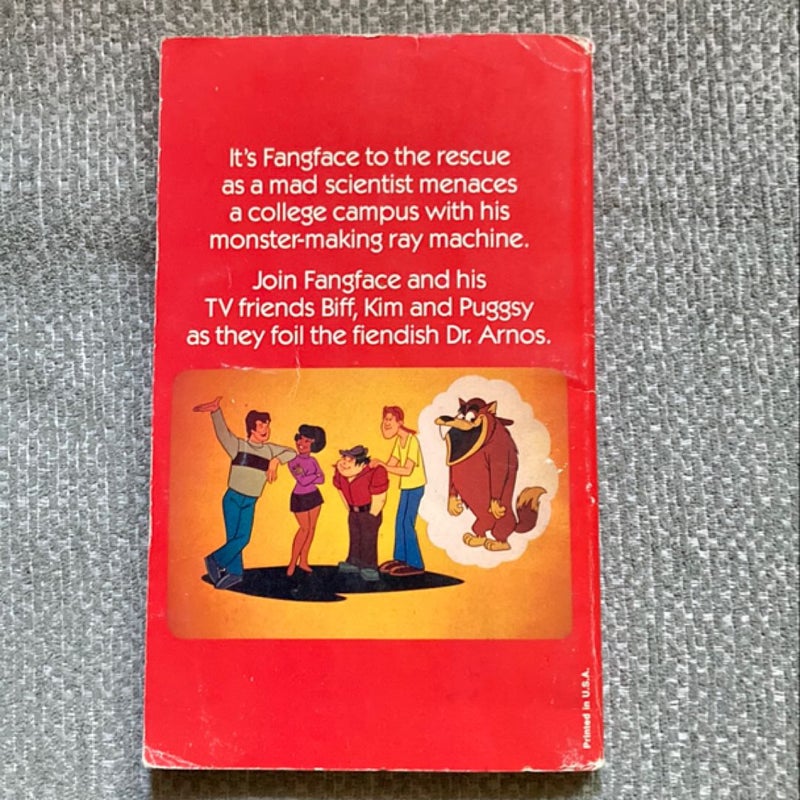 It's Fangface to the rescue
as a mad scientist menaces
a college campus with his
monster-making ray machine.
Join Fangface and his
TV friends Biff, Kim and Puggsy
as they foil the fiendish Dr. Arnos.
Printed in U.S.A.